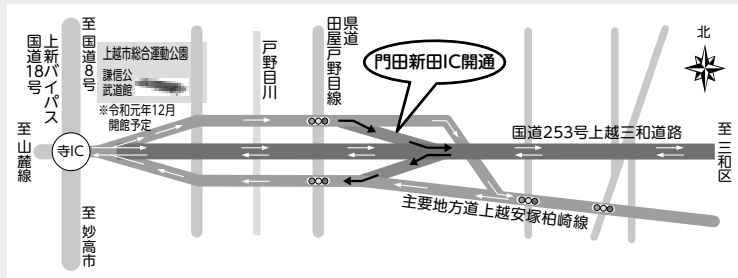 至国道8号
上新バイパス
国道18号
上越市総合運動公園
謙信公
武道館
※令和元年12月
開館予定
戸野目川
県道
田屋戸野目線
門田新田IC開通
北
国道253号上越三和道路
至三和区
至山麓線
寺IC
主要地方道上越安塚柏崎線
至妙高市